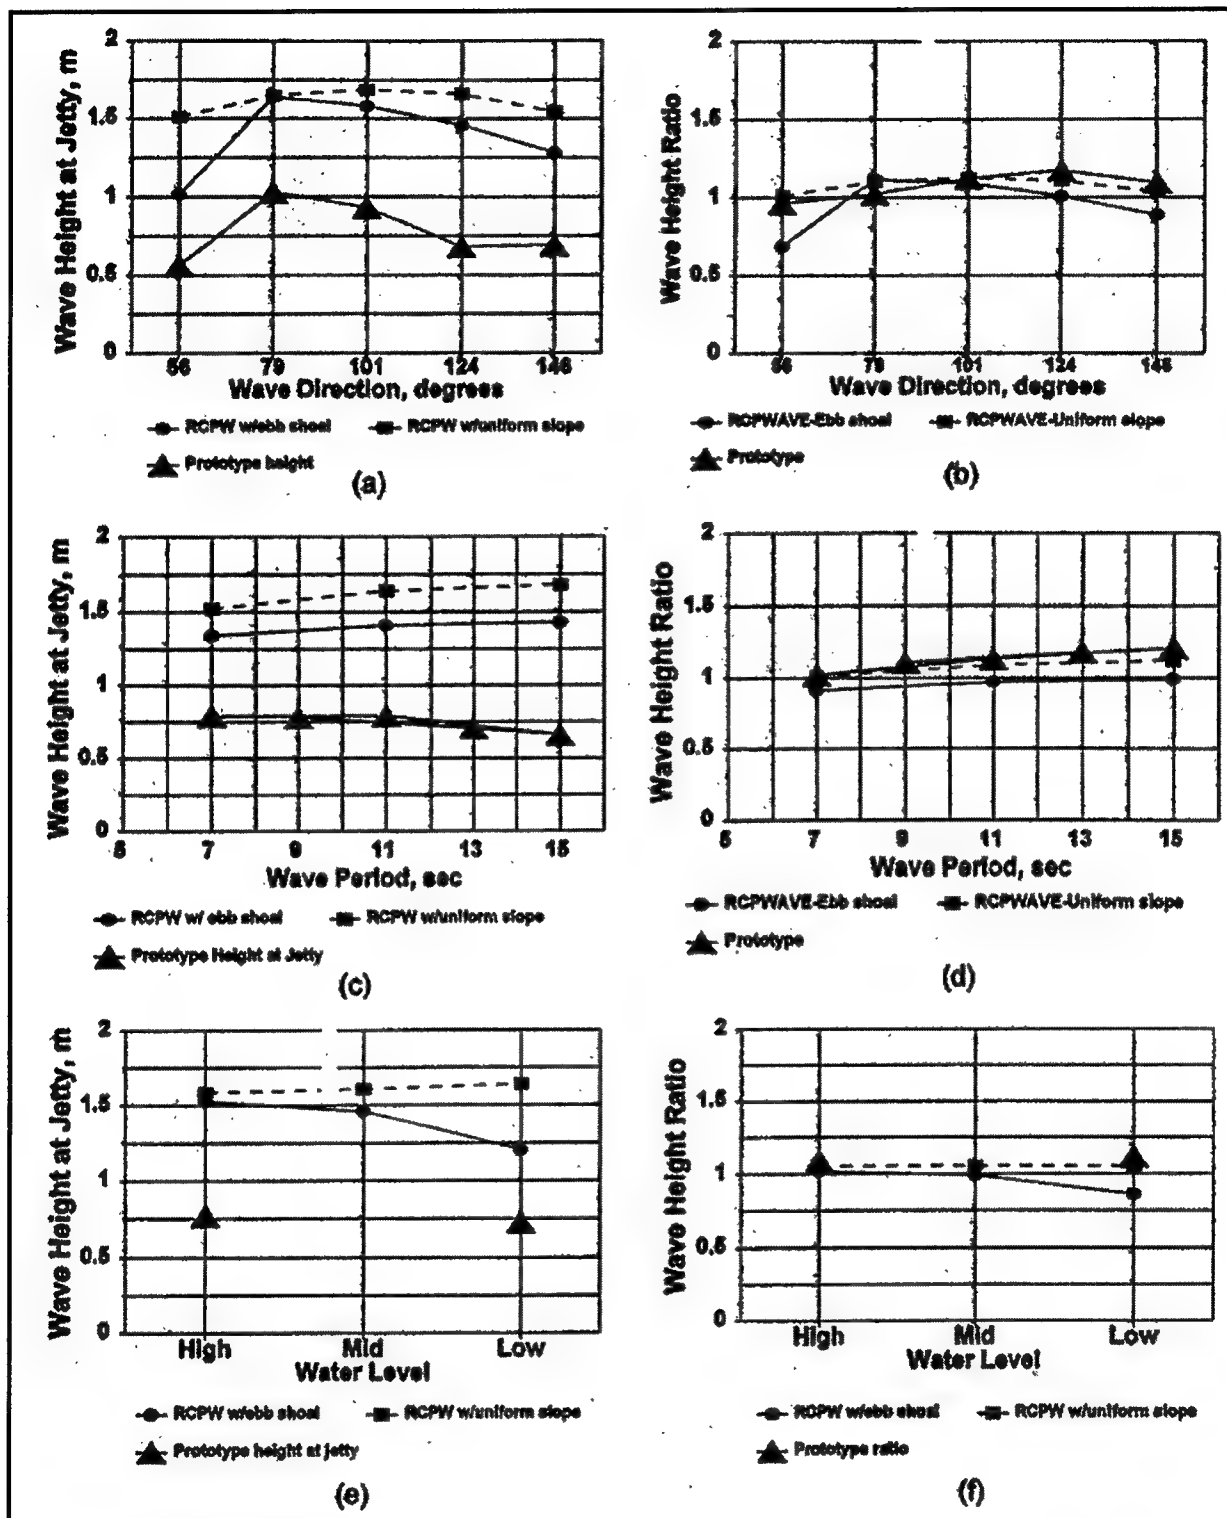 Wave Height at Jetty, m
2
1.5
1
0.5
0
56 79 101 124 146
Wave Direction, degrees
RCPW w/ebb shoal RCPW w/uniform slope
Prototype height
(a)
Wave Height Ratio
2
1.5
1
0.5
0
56 79 101 124 146
Wave Direction, degrees
RCPWAVE-Ebb shoal RCPWAVE-Uniform slope
Prototype
(b)
Wave Height at Jetty, m
2
1.5
1
0.5
0
5 7 9 11 13 15
Wave Period, sec
RCPW w/ ebb shoal RCPW w/uniform slope
Prototype Height at Jetty
(c)
Wave Height Ratio
2
1.5
1
0.5
0
5 7 9 11 13 15
Wave Period, sec
RCPWAVE-Ebb shoal RCPWAVE-Uniform slope
Prototype
(d)
Wave Height at Jetty, m
2
1.5
1
0.5
0
High Mid Low
Water Level
RCPW w/ebb shoal RCPW w/uniform slope
Prototype height at jetty
(e)
Wave Height Ratio
2
1.5
1
0.5
0
High Mid Low
Water Level
RCPW w/ebb shoal RCPW w/uniform slope
Prototype ratio
(f)